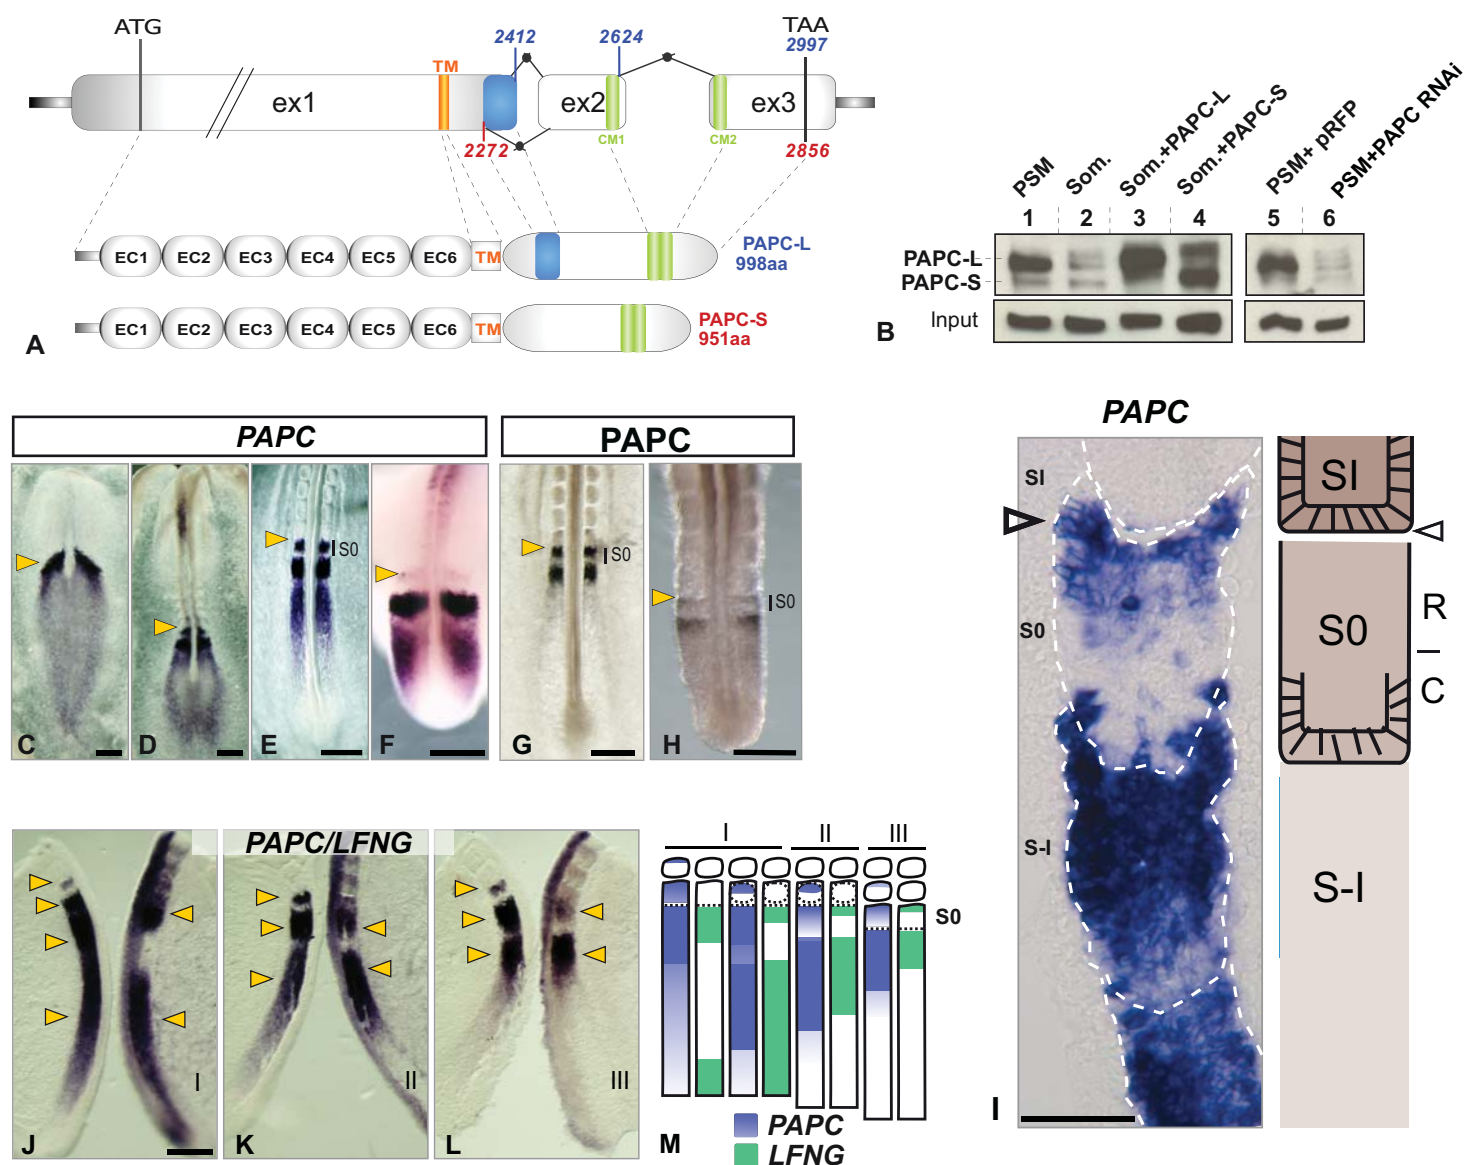 ATG
TAA
2412
2624
2997
TM
ex1
ex2
ex3
CM1
CM2
2272
2856
EC1 EC2 EC3 EC4 EC5 EC6 TM
PAPC-L
998aa
EC1 EC2 EC3 EC4 EC5 EC6 TM
PAPC-S
951aa
A
PSM
Som.
Som.+PAPC-L
Som.+PAPC-S
PSM+ pRFP
PSM+PAPC RNAi
1 2 3 4 5 6
PAPC-L
PAPC-S
Input
B
PAPC
PAPC
S0
S0
S0
C D E F G H
PAPC
SI
S0
S-I
I
SI
S0
R
C
S-I
PAPC/LFNG
I
II
III
J K L
I II III
S0
PAPC
LFNG
M